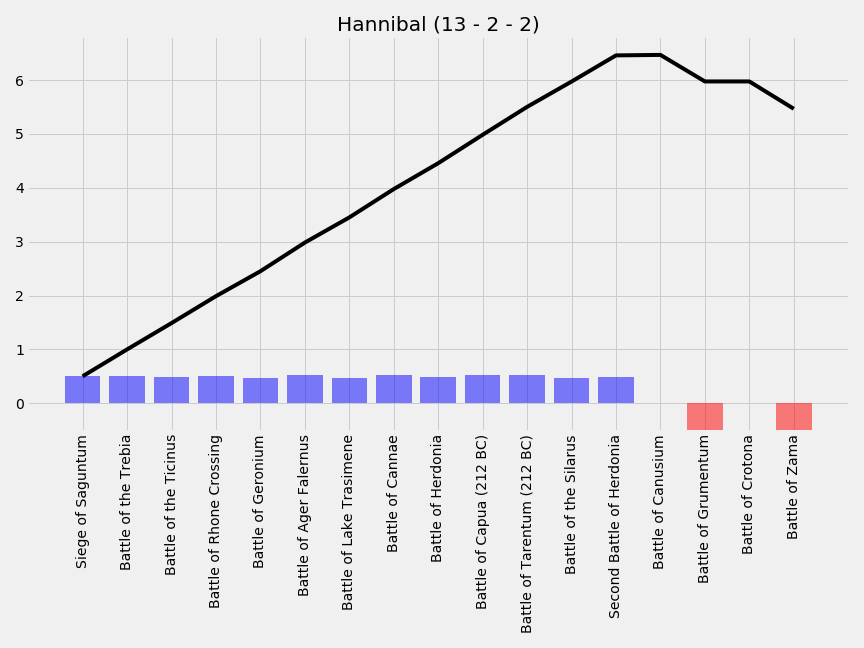 Hannibal (13 - 2 - 2)
6
5
4
3
2
1
0
Siege of Saguntum
Battle of the Trebia
Battle of the Ticinus
Battle of Rhone Crossing
Battle of Geronium
Battle of Ager Falernus
Battle of Lake Trasimene
Battle of Cannae
Battle of Herdonia
Battle of Capua (212 BC)
Battle of Tarentum (212 BC)
Battle of the Silarus
Second Battle of Herdonia
Battle of Canusium
Battle of Grumentum
Battle of Crotona
Battle of Zama